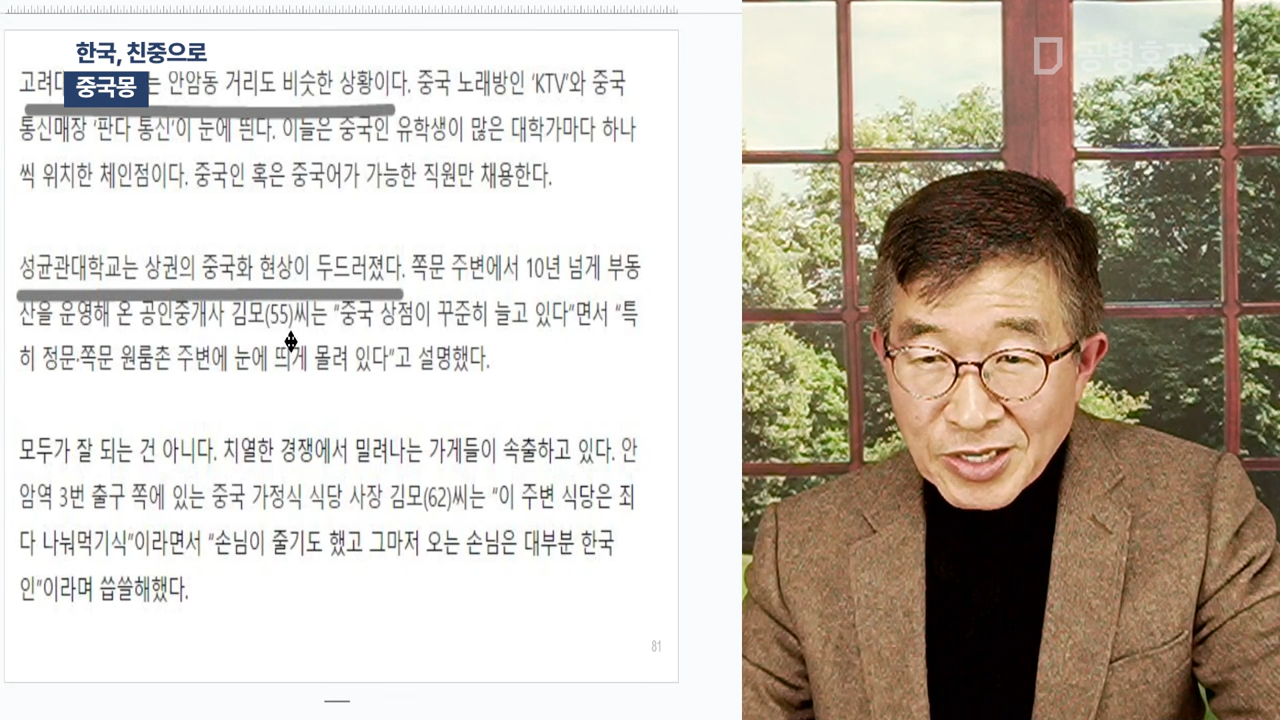 한국, 친중으로
중국몽
고려대 는 안암동 거리도 비슷한 상황이다. 중국 노래방인 ‘KTV’와 중국
통신매장 ‘판다 통신’이 눈에 띈다. 이들은 중국인 유학생이 많은 대학가마다 하나
씩 위치한 체인점이다. 중국인 혹은 중국어가 가능한 직원만 채용한다.
성균관대학교는 상권의 중국화 현상이 두드러졌다. 쪽문 주변에서 10년 넘게 부동
산을 운영해 온 공인중개사 김모(55)씨는 “중국 상점이 꾸준히 늘고 있다”면서 “특
히 정문·쪽문 원룸촌 주변에 눈에 띄게 몰려 있다”고 설명했다.
모두가 잘 되는 건 아니다. 치열한 경쟁에서 밀려나는 가게들이 속출하고 있다. 안
암역 3번 출구 쪽에 있는 중국 가정식 식당 사장 김모(62)씨는 “이 주변 식당은 죄
다 나눠먹기식”이라면서 “손님이 줄기도 했고 그마저 오는 손님은 대부분 한국
인”이라며 씁쓸해했다.
81
공병호